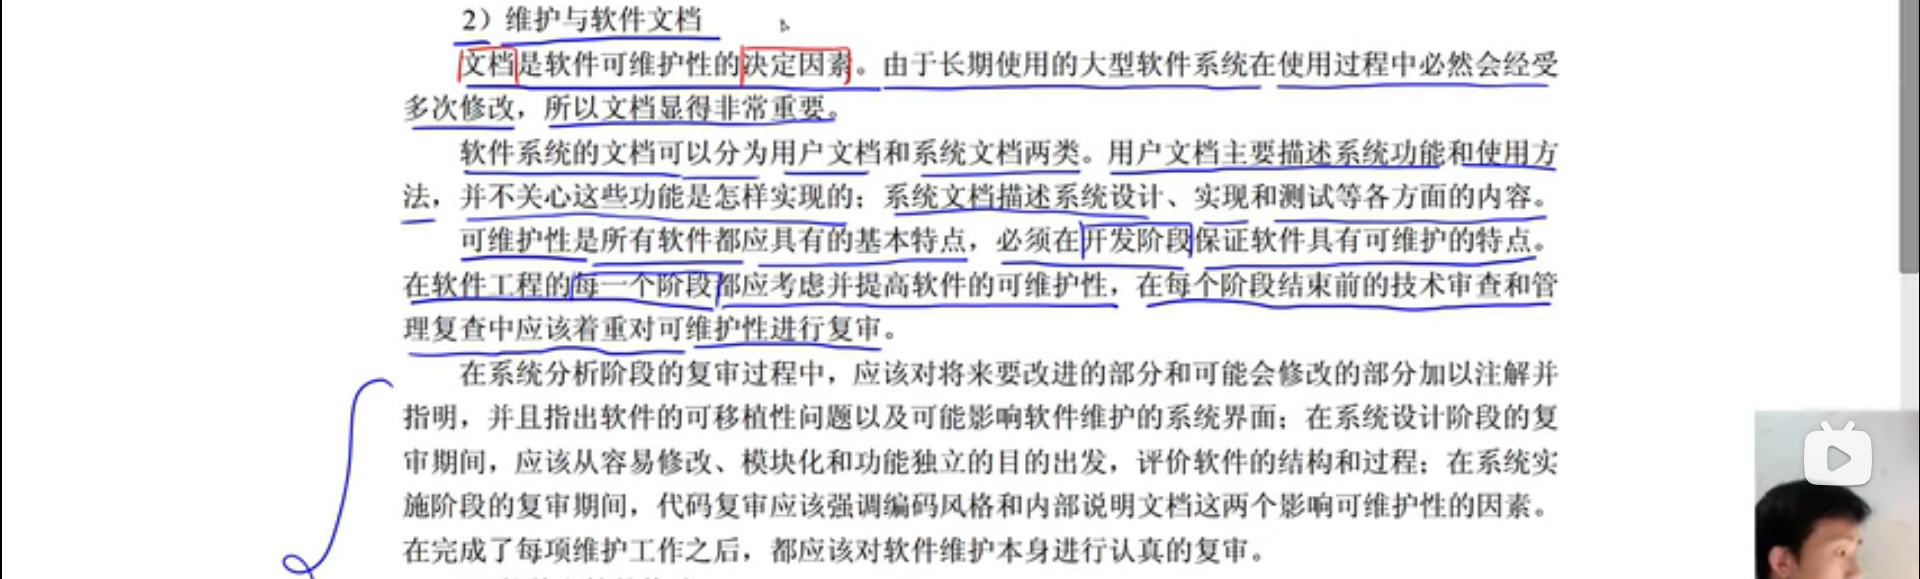 2）维护与软件文档
文档是软件可维护性的决定因素。由于长期使用的大型软件系统在使用过程中必然会经受
多次修改，所以文档显得非常重要。
软件系统的文档可以分为用户文档和系统文档两类。用户文档主要描述系统功能和使用方
法，并不关心这些功能是怎样实现的；系统文档描述系统设计、实现和测试等各方面的内容。
可维护性是所有软件都应具有的基本特点，必须在开发阶段保证软件具有可维护的特点。
在软件工程的每一个阶段都应考虑并提高软件的可维护性，在每个阶段结束前的技术审查和管
理复查中应该着重对可维护性进行复审。
在系统分析阶段的复审过程中，应该对将来要改进的部分和可能会修改的部分加以注解并
指明，并且指出软件的可移植性问题以及可能影响软件维护的系统界面；在系统设计阶段的复
审期间，应该从容易修改、模块化和功能独立的目的出发，评价软件的结构和过程；在系统实
施阶段的复审期间，代码复审应该强调编码风格和内部说明文档这两个影响可维护性的因素。
在完成了每项维护工作之后，都应该对软件维护本身进行认真的复审。